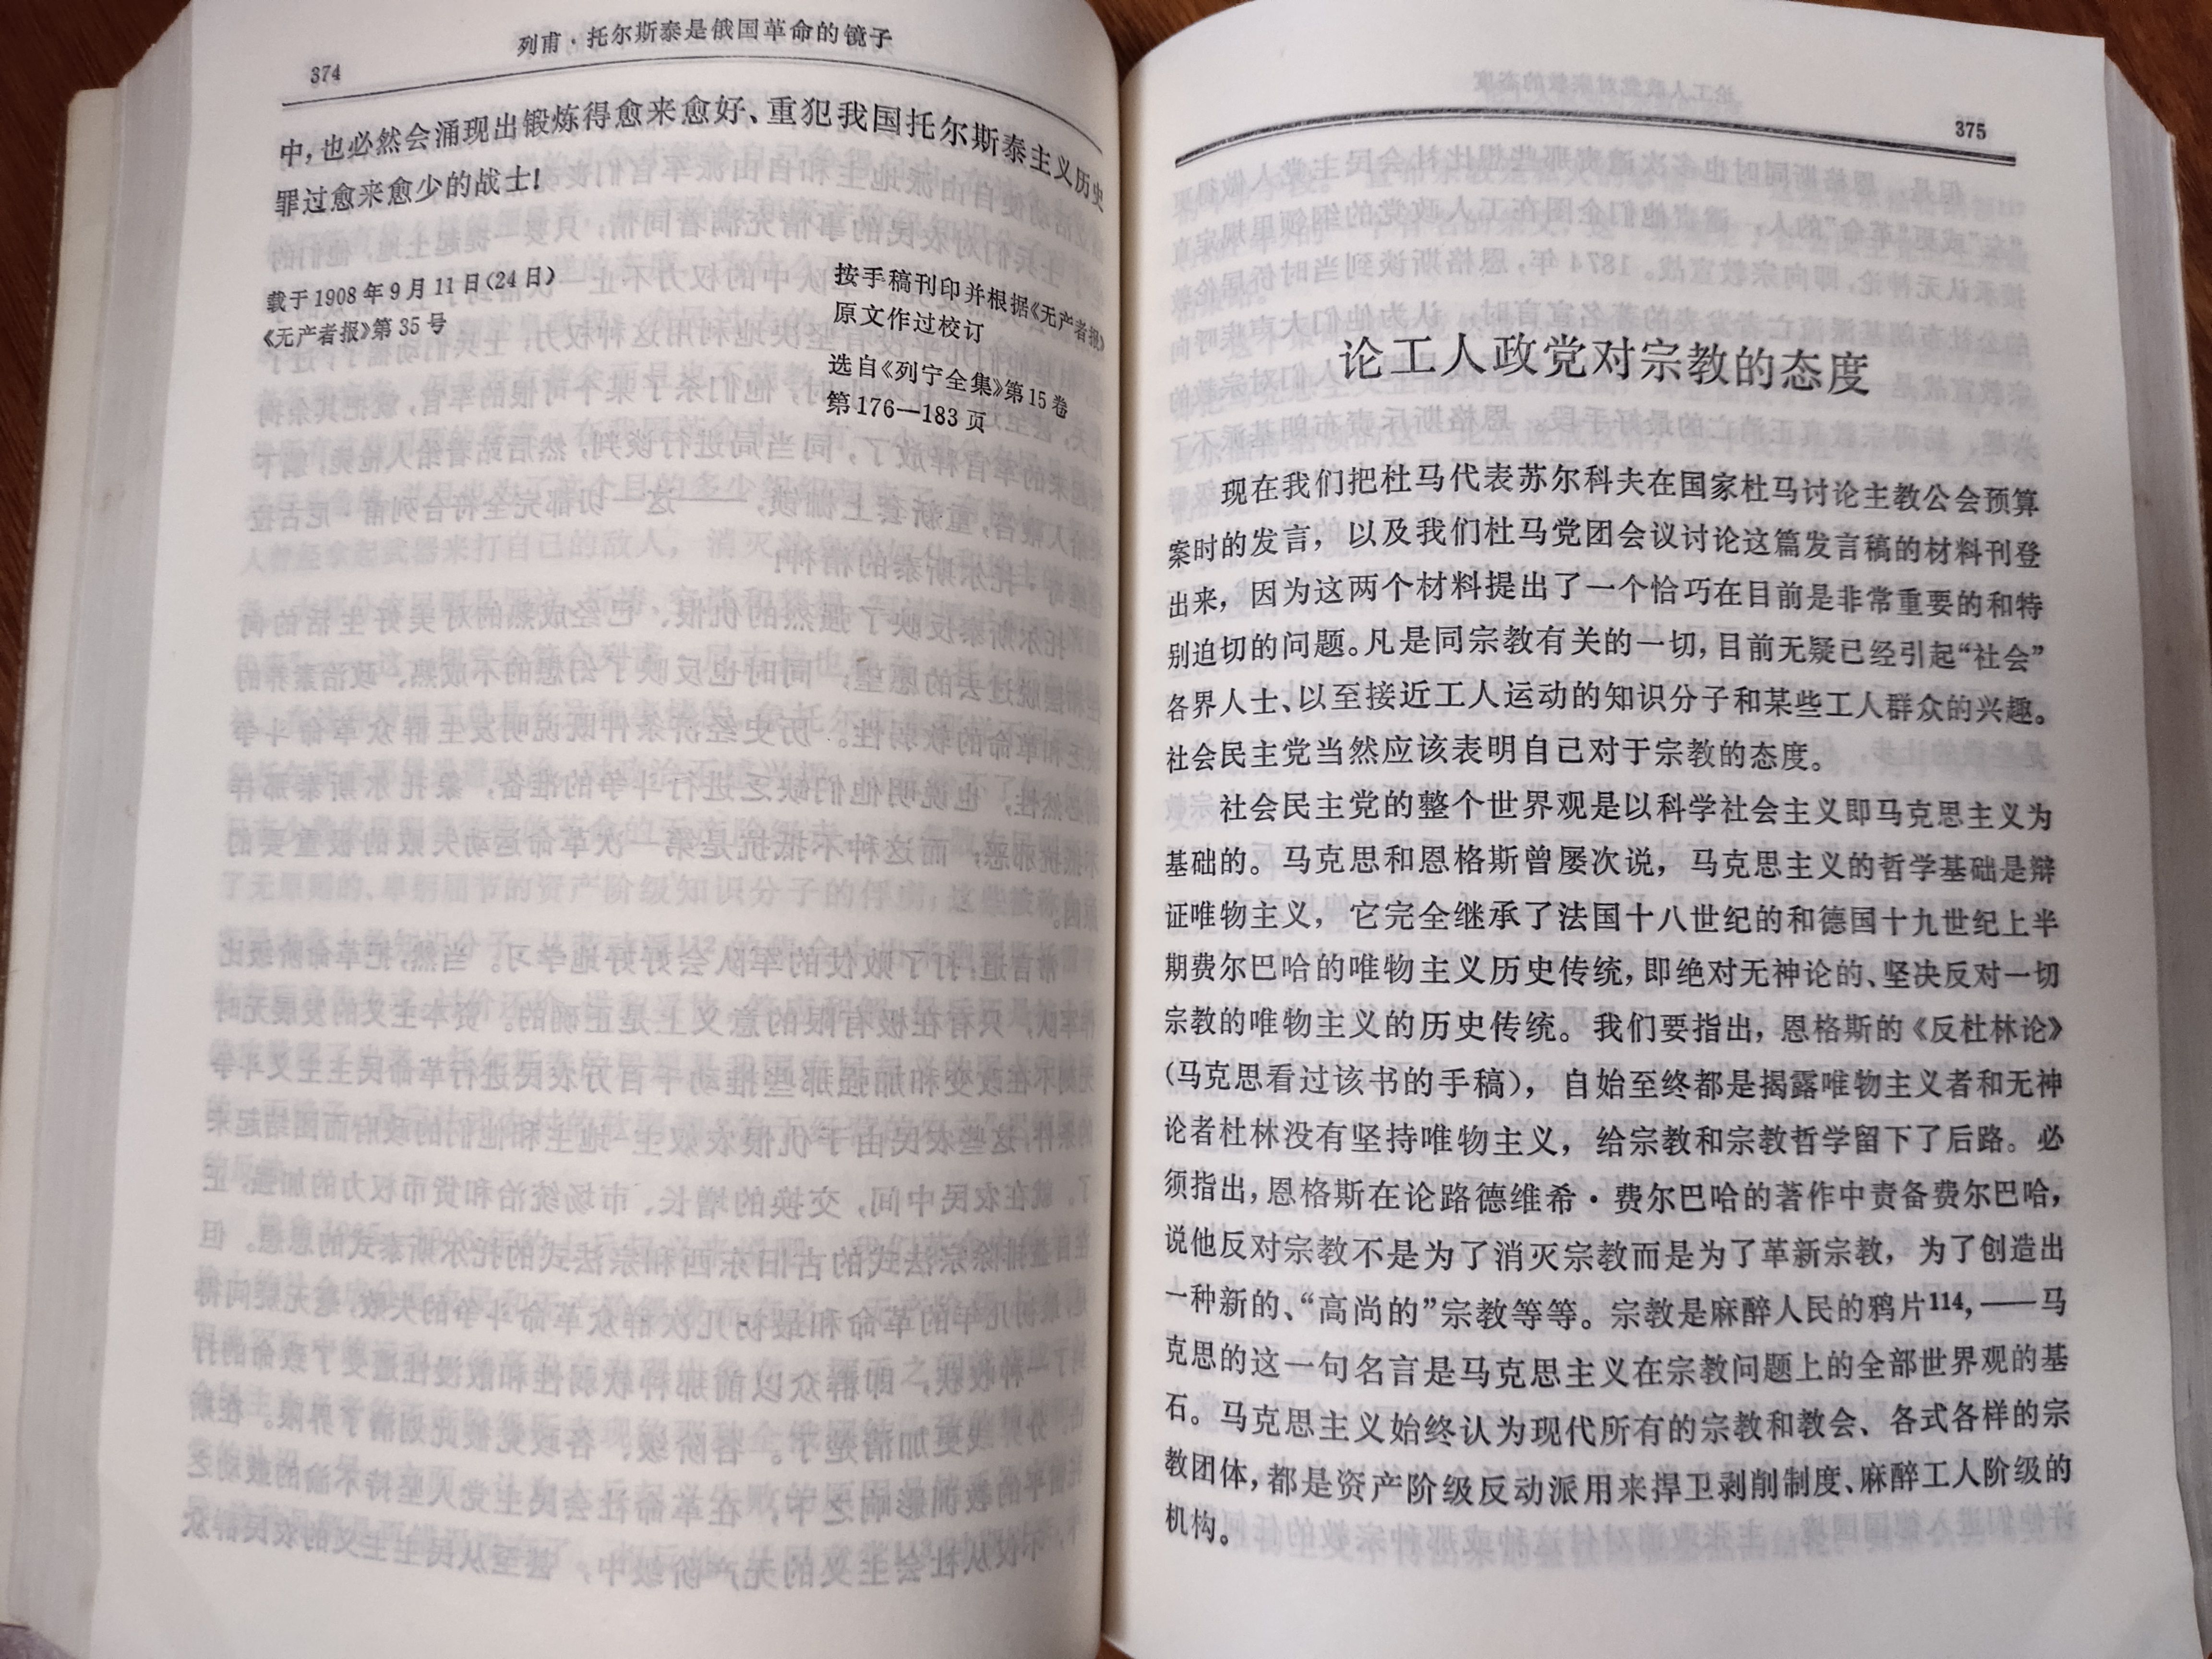 374
列甫·托尔斯泰是俄国革命的镜子
中,也必然会涌现出锻炼得愈来愈好、重犯我国托尔斯泰主义历史
罪过愈来愈少的战士!
载于1908年9月11日(24日)
《无产者报》第35号
按手稿刊印并根据《无产者报》
原文作过校订
选自《列宁全集》第15卷
第176—183页
375
论工人政党对宗教的态度
现在我们把杜马代表苏尔科夫在国家杜马讨论主教公会预算
案时的发言，以及我们杜马党团会议讨论这篇发言稿的材料刊登
出来，因为这两个材料提出了一个恰巧在目前是非常重要的和特
别迫切的问题。凡是同宗教有关的一切,目前无疑已经引起“社会”
各界人士、以至接近工人运动的知识分子和某些工人群众的兴趣。
社会民主党当然应该表明自己对于宗教的态度。
社会民主党的整个世界观是以科学社会主义即马克思主义为
基础的。马克思和恩格斯曾屡次说，马克思主义的哲学基础是辩
证唯物主义，它完全继承了法国十八世纪的和德国十九世纪上半
期费尔巴哈的唯物主义历史传统,即绝对无神论的、坚决反对一切
宗教的唯物主义的历史传统。我们要指出，恩格斯的《反杜林论》
(马克思看过该书的手稿)，自始至终都是揭露唯物主义者和无神
论者杜林没有坚持唯物主义，给宗教和宗教哲学留下了后路。必
须指出,恩格斯在论路德维希·费尔巴哈的著作中责备费尔巴哈,
说他反对宗教不是为了消灭宗教而是为了革新宗教，为了创造出
一种新的、“高尚的”宗教等等。宗教是麻醉人民的鸦片114,——马
克思的这一句名言是马克思主义在宗教问题上的全部世界观的基
石。马克思主义始终认为现代所有的宗教和教会、各式各样的宗
教团体,都是资产阶级反动派用来捍卫剥削制度、麻醉工人阶级的
机构。